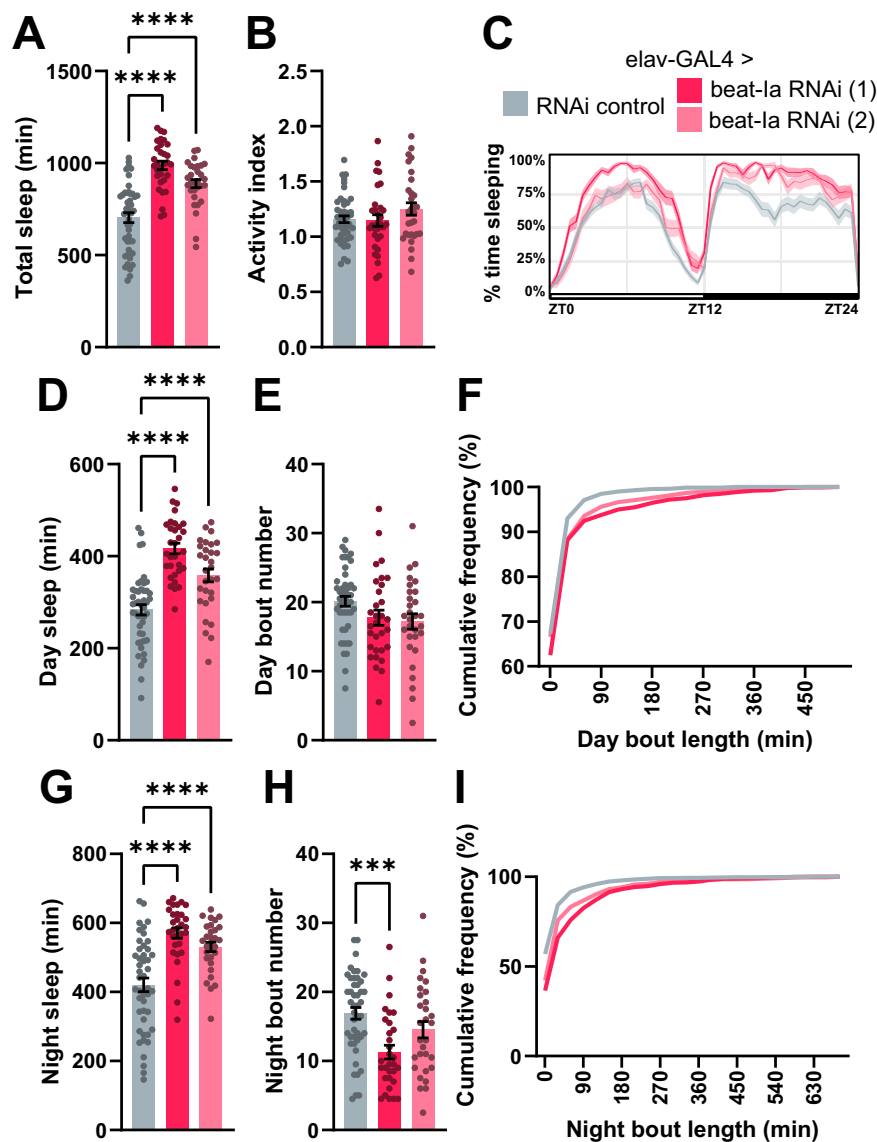 A
Total sleep (min)
1500
1000
500
0
****
****
B
Activity index
2.5
2.0
1.5
1.0
0.5
0.0
C
elav-GAL4 >
RNAi control
beat-Ia RNAi (1)
beat-Ia RNAi (2)
% time sleeping
100%
75%
50%
25%
0%
ZT0
ZT12
ZT24
D
Day sleep (min)
600
400
200
0
****
****
E
Day bout number
40
30
20
10
0
F
Cumulative frequency (%)
100
90
80
70
60
0
90
180
270
360
450
Day bout length (min)
G
Night sleep (min)
800
600
400
200
0
****
****
H
Night bout number
40
30
20
10
0
***
I
Cumulative frequency (%)
100
50
0
0
90
180
270
360
450
540
630
Night bout length (min)